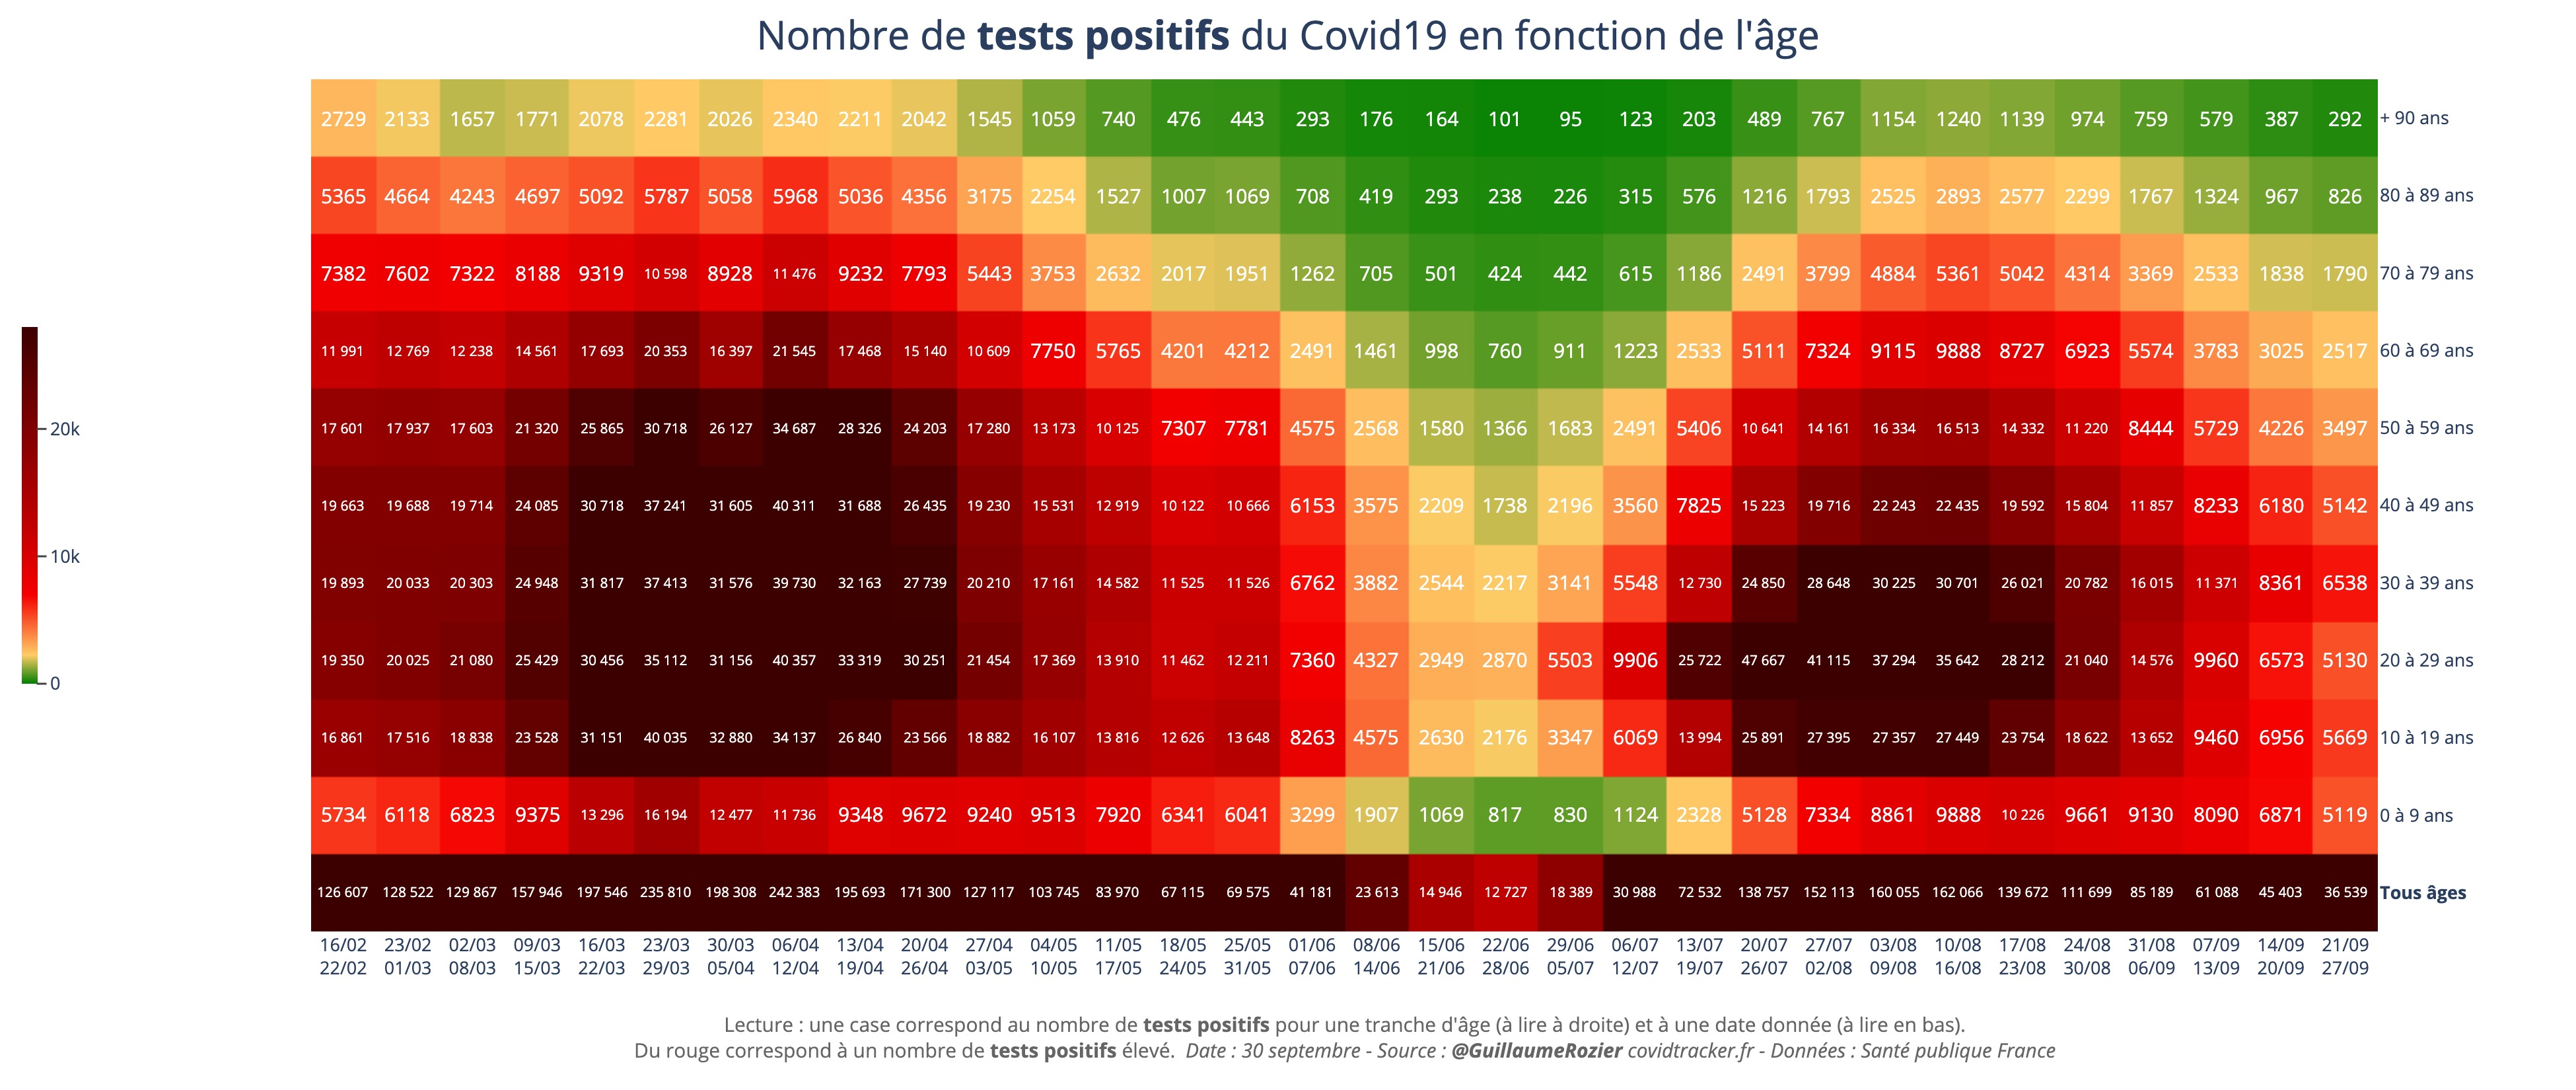 Nombre de tests positifs du Covid19 en fonction de l'âge
2729 2133 1657 1771 2078 2281 2026 2340 2211 2042 1545 1059 740 476 443 293 176 164 101 95 123 203 489 767 1154 1240 1139 974 759 579 387 292 + 90 ans
5365 4664 4243 4697 5092 5787 5058 5968 5036 4356 3175 2254 1527 1007 1069 708 419 293 238 226 315 576 1216 1793 2525 2893 2577 2299 1767 1324 967 826 80 à 89 ans
7382 7602 7322 8188 9319 10 598 8928 11 476 9232 7793 5443 3753 2632 2017 1951 1262 705 501 424 442 615 1186 2491 3799 4884 5361 5042 4314 3369 2533 1838 1790 70 à 79 ans
11 991 12 769 12 238 14 561 17 693 20 353 16 397 21 545 17 468 15 140 10 609 7750 5765 4201 4212 2491 1461 998 760 911 1223 2533 5111 7324 9115 9888 8727 6923 5574 3783 3025 2517 60 à 69 ans
20k 17 601 17 937 17 603 21 320 25 865 30 718 26 127 34 687 28 326 24 203 17 280 13 173 10 125 7307 7781 4575 2568 1580 1366 1683 2491 5406 10 641 14 161 16 334 16 513 14 332 11 220 8444 5729 4226 3497 50 à 59 ans
19 663 19 688 19 714 24 085 30 718 37 241 31 605 40 311 31 688 26 435 19 230 15 531 12 919 10 122 10 666 6153 3575 2209 1738 2196 3560 7825 15 223 19 716 22 243 22 435 19 592 15 804 11 857 8233 6180 5142 40 à 49 ans
10k 19 893 20 033 20 303 24 948 31 817 37 413 31 576 39 730 32 163 27 739 20 210 17 161 14 582 11 525 11 526 6762 3882 2544 2217 3141 5548 12 730 24 850 28 648 30 225 30 701 26 021 20 782 16 015 11 371 8361 6538 30 à 39 ans
0 19 350 20 025 21 080 25 429 30 456 35 112 31 156 40 357 33 319 30 251 21 454 17 369 13 910 11 462 12 211 7360 4327 2949 2870 5503 9906 25 722 47 667 41 115 37 294 35 642 28 212 21 040 14 576 9960 6573 5130 20 à 29 ans
16 861 17 516 18 838 23 528 31 151 40 035 32 880 34 137 26 840 23 566 18 882 16 107 13 816 12 626 13 648 8263 4575 2630 2176 3347 6069 13 994 25 891 27 395 27 357 27 449 23 754 18 622 13 652 9460 6956 5669 10 à 19 ans
5734 6118 6823 9375 13 296 16 194 12 477 11 736 9348 9672 9240 9513 7920 6341 6041 3299 1907 1069 817 830 1124 2328 5128 7334 8861 9888 10 226 9661 9130 8090 6871 5119 0 à 9 ans
126 607 128 522 129 867 157 946 197 546 235 810 198 308 242 383 195 693 171 300 127 117 103 745 83 970 67 115 69 575 41 181 23 613 14 946 12 727 18 389 30 988 72 532 138 757 152 113 160 055 162 066 139 672 111 699 85 189 61 088 45 403 36 539 Tous âges
16/02 23/02 02/03 09/03 16/03 23/03 30/03 06/04 13/04 20/04 27/04 04/05 11/05 18/05 25/05 01/06 08/06 15/06 22/06 29/06 06/07 13/07 20/07 27/07 03/08 10/08 17/08 24/08 31/08 07/09 14/09 21/09
22/02 01/03 08/03 15/03 22/03 29/03 05/04 12/04 19/04 26/04 03/05 10/05 17/05 24/05 31/05 07/06 14/06 21/06 28/06 05/07 12/07 19/07 26/07 02/08 09/08 16/08 23/08 30/08 06/09 13/09 20/09 27/09
Lecture : une case correspond au nombre de tests positifs pour une tranche d'âge (à lire à droite) et à une date donnée (à lire en bas).
Du rouge correspond à un nombre de tests positifs élevé. Date : 30 septembre - Source : @GuillaumeRozier covidtracker.fr - Données : Santé publique France